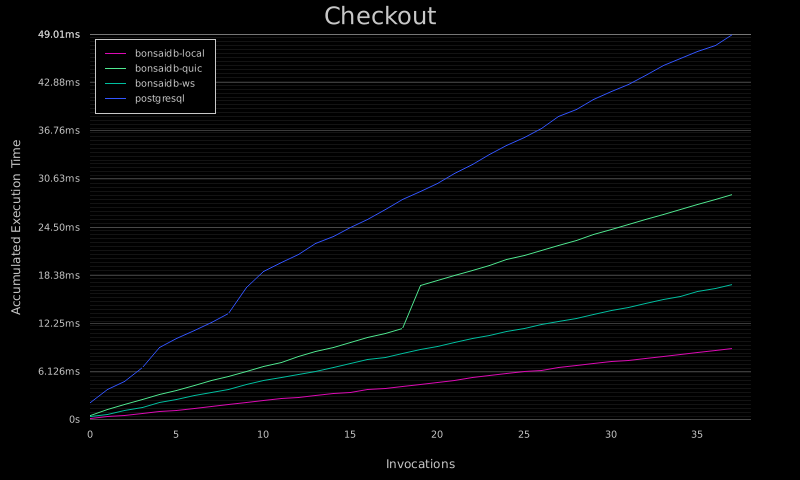 Checkout
49.01ms
bonsaidb-local
bonsaidb-quic
bonsaidb-ws
postgresql
42.88ms
36.76ms
30.63ms
24.50ms
18.38ms
12.25ms
6.126ms
0s
Accumulated Execution Time
0 5 10 15 20 25 30 35
Invocations